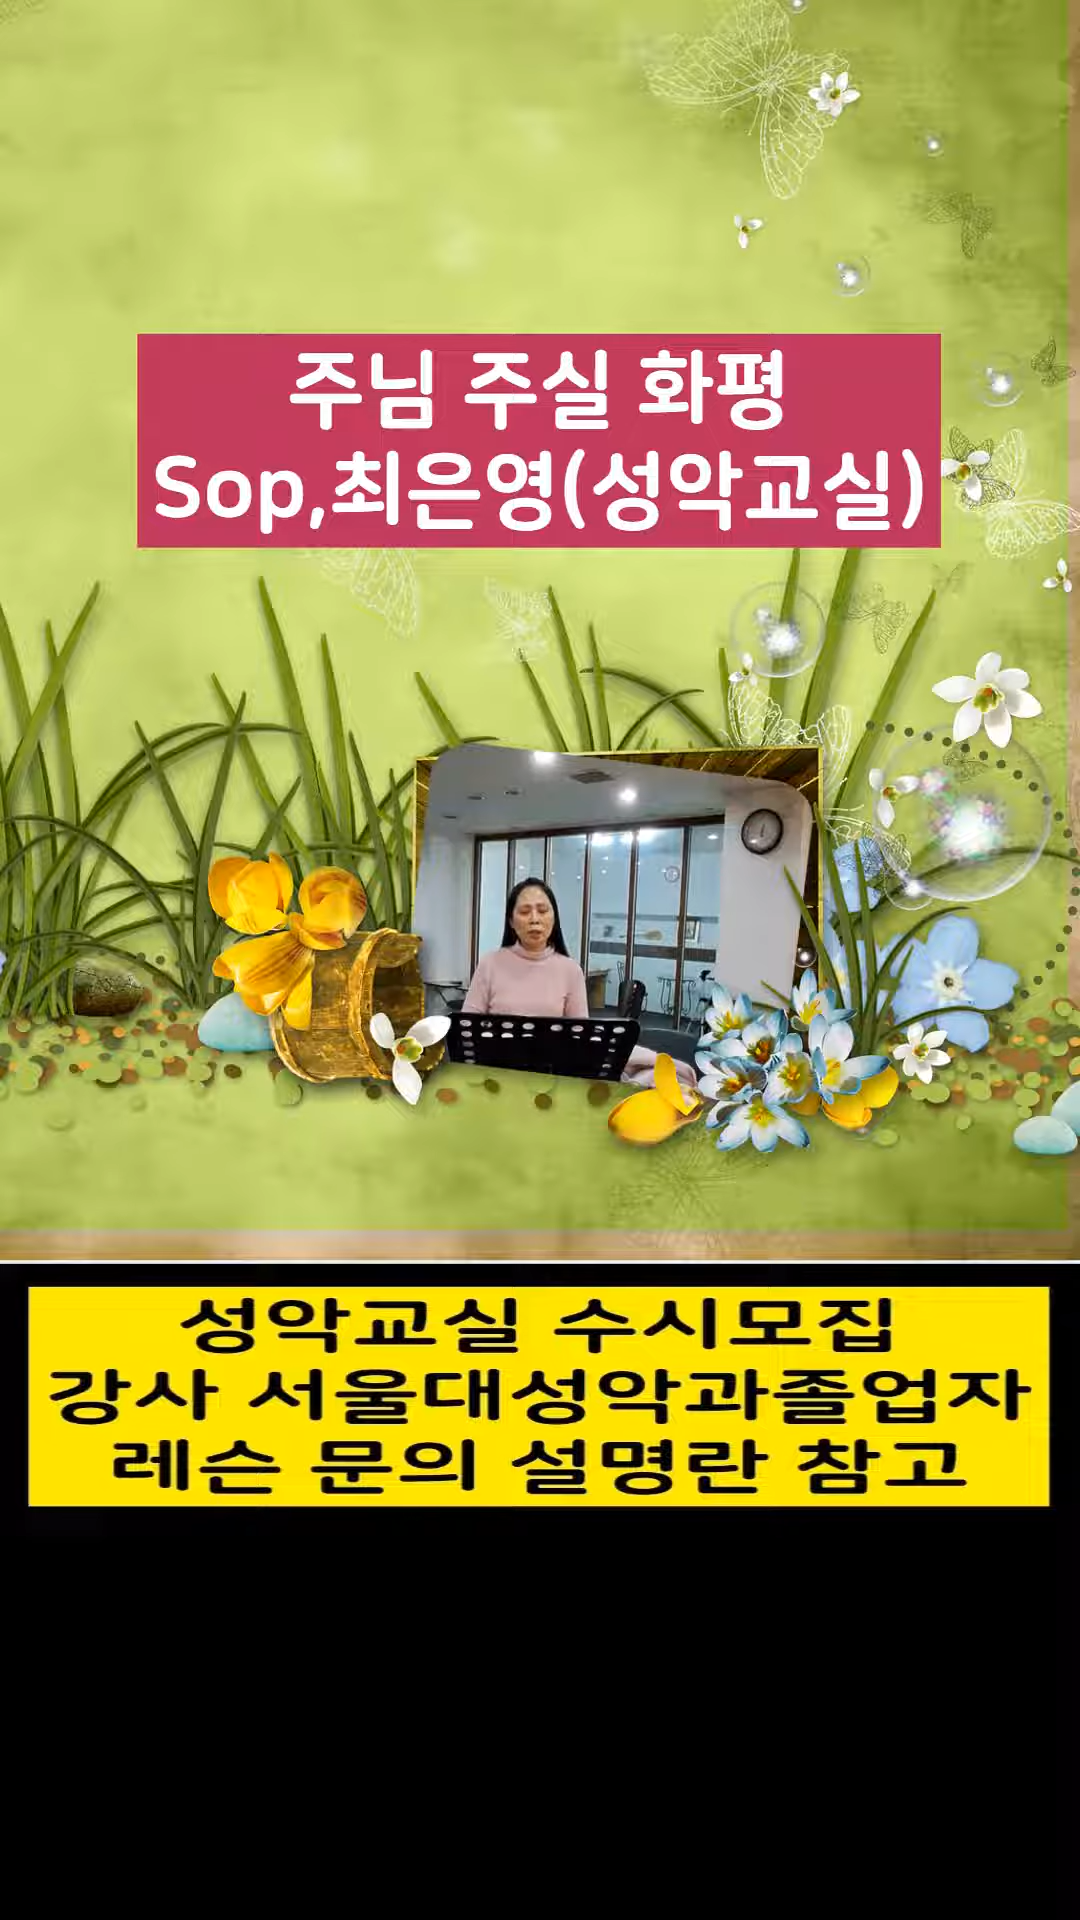 주님 주실 화평
Sop,최은영(성악교실)
성악교실 수시모집
강사 서울대성악과졸업자
레슨 문의 설명란 참고